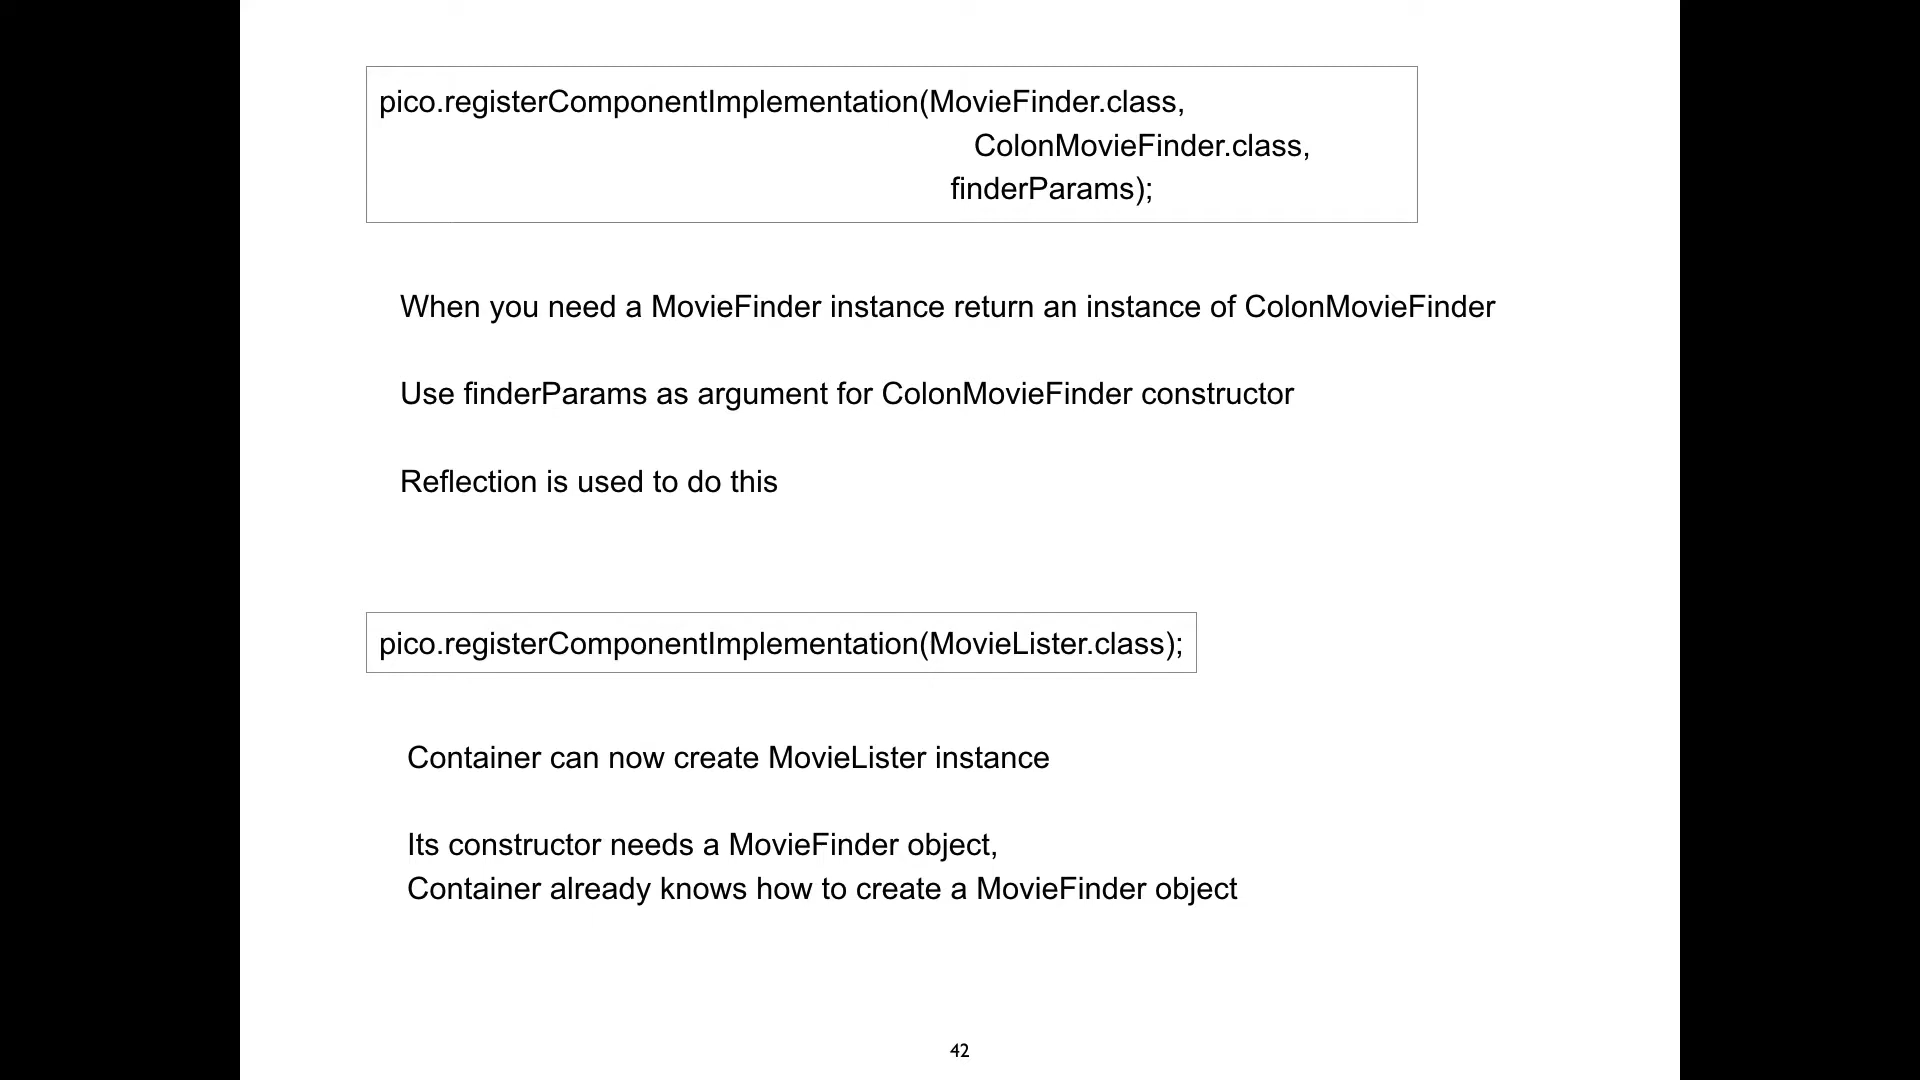 pico.registerComponentImplementation(MovieFinder.class,
ColonMovieFinder.class,
finderParams);
When you need a MovieFinder instance return an instance of ColonMovieFinder
Use finderParams as argument for ColonMovieFinder constructor
Reflection is used to do this
pico.registerComponentImplementation(MovieLister.class);
Container can now create MovieLister instance
Its constructor needs a MovieFinder object,
Container already knows how to create a MovieFinder object
42